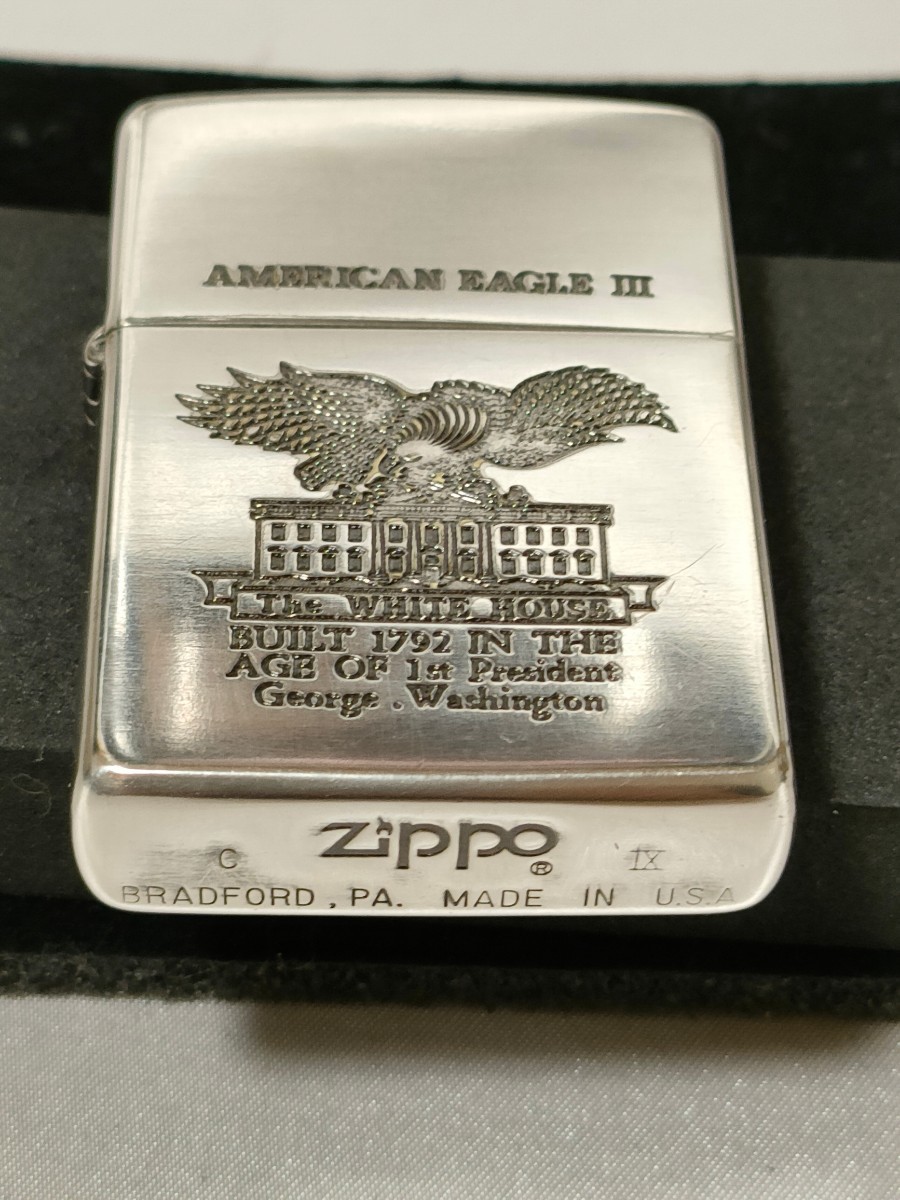 AMERICAN EAGLE III
The WHITE HOUSE
BUILT 1792 IN THE
AGE OF 1st President
George . Washington
Zippo®
C IX
BRADFORD, PA. MADE IN U.S.A